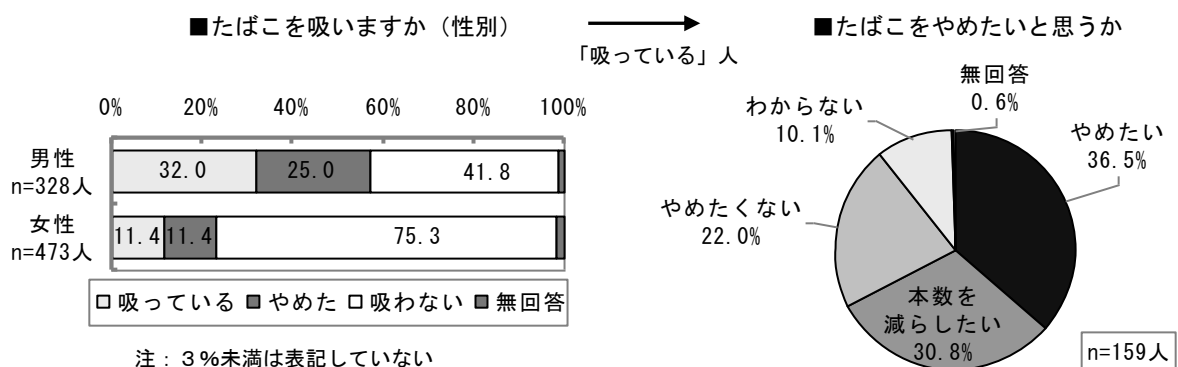 ■たばこを吸いますか（性別）
「吸っている」人
■たばこをやめたいと思うか
0%
20%
40%
60%
80%
100%
男性
n=328人
32.0
25.0
41.8
女性
n=473人
11.4
11.4
75.3
吸っている
やめた
吸わない
無回答
注：３%未満は表記していない
無回答
0.6%
わからない
10.1%
やめたい
36.5%
やめたくない
22.0%
本数を
減らしたい
30.8%
n=159人